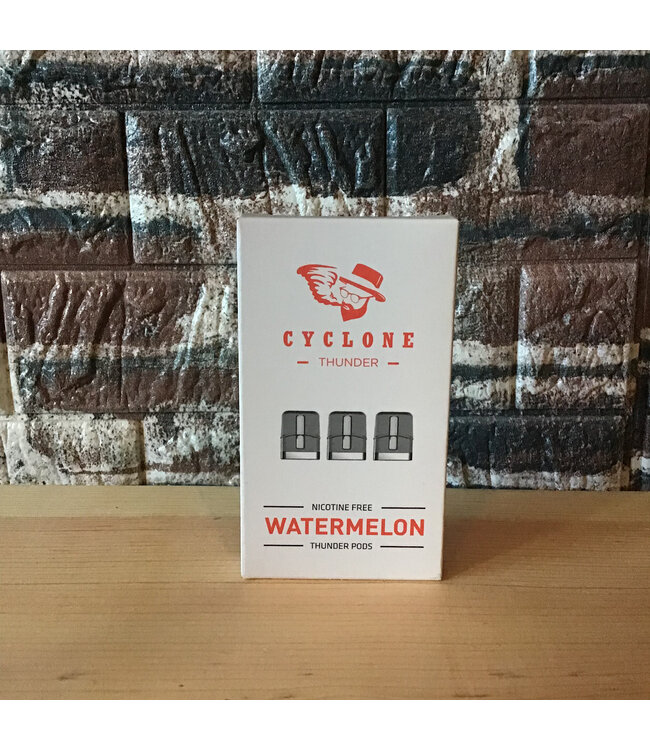 CYCLONE
THUNDER
NICOTINE FREE
WATERMELON
THUNDER PODS